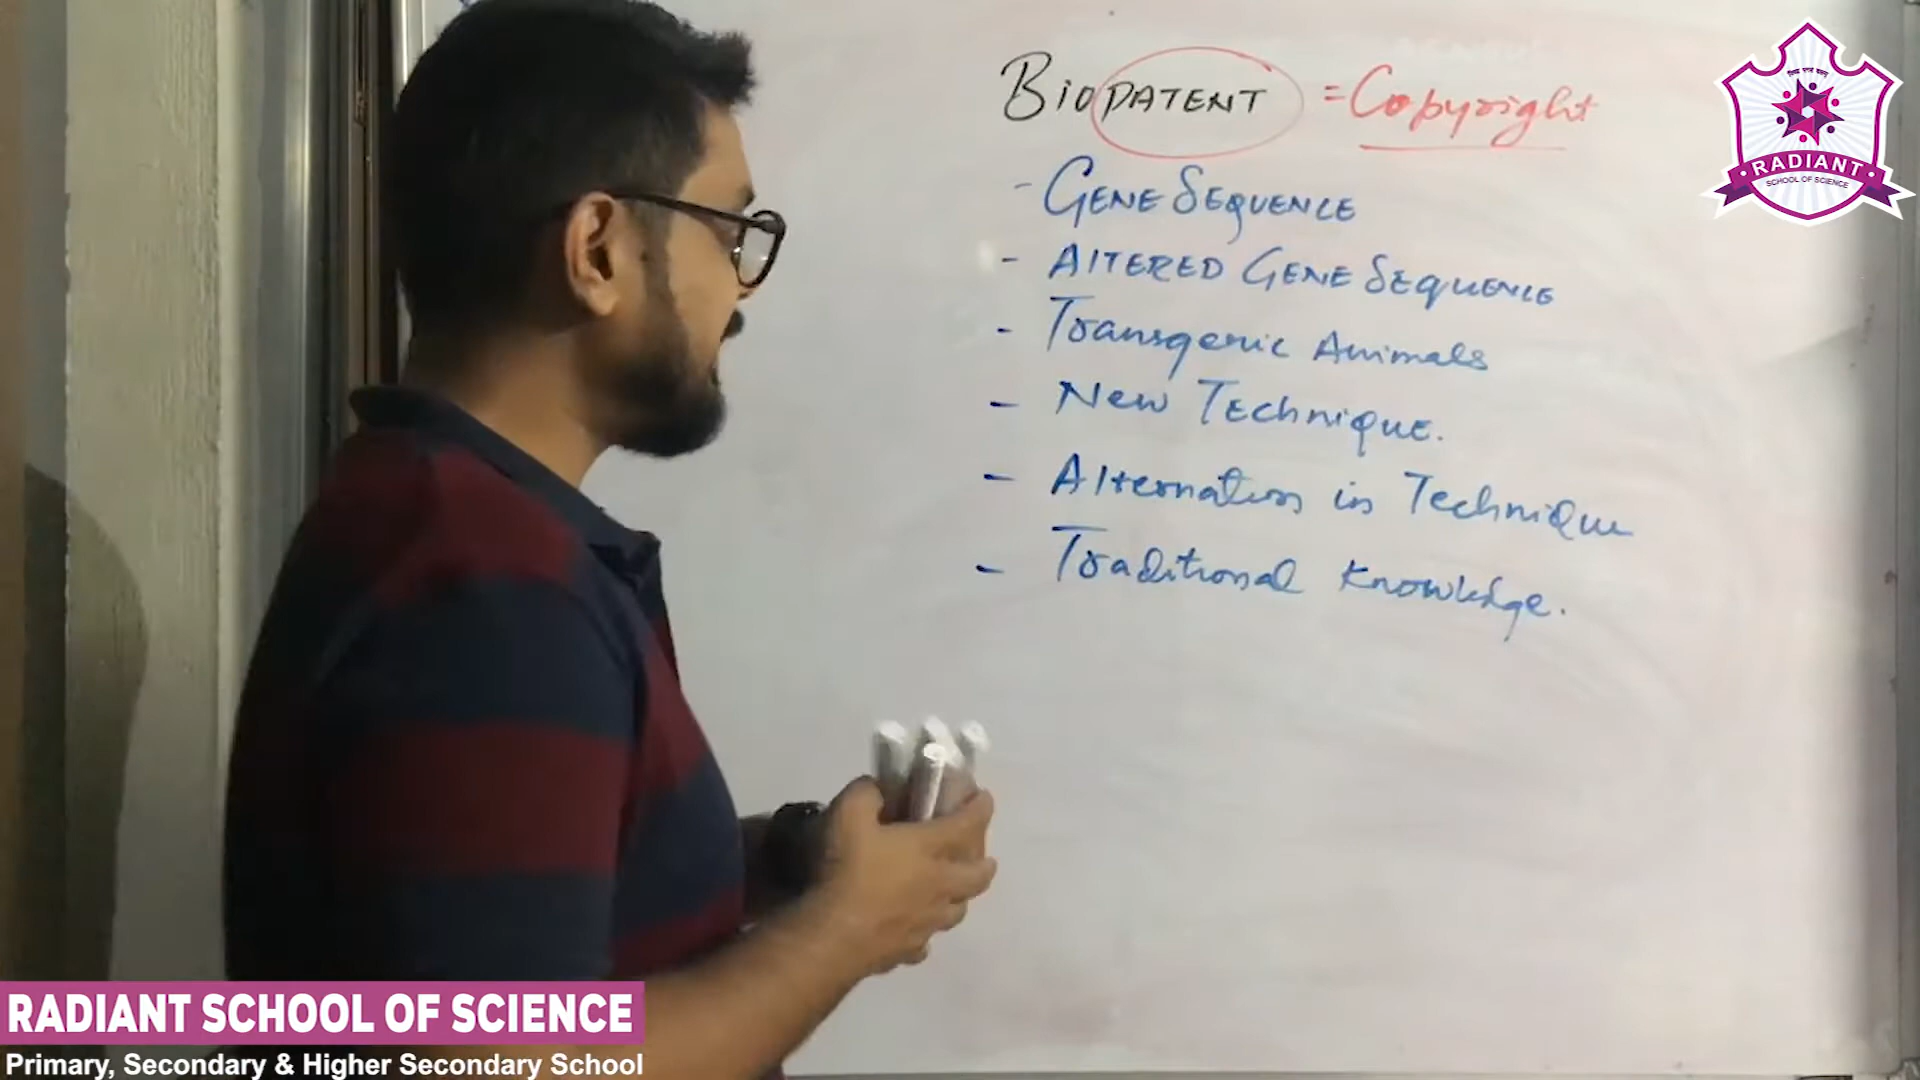 BioPATENT = Copyright
- GENE SEQUENCE
- ALTERED GENE SEQUENCE
- Transgenic Animals
- New TEchniQUE.
- Alternation in Technique
- Traditional Knowledge.
RADIANT
SCHOOL OF SCIENCE
RADIANT SCHOOL OF SCIENCE
Primary, Secondary & Higher Secondary School